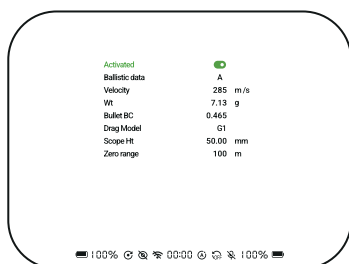 Activated
Ballistic data A
Velocity 285 m/s
Wt 7.13 g
Bullet BC 0.465
Drag Model G1
Scope Ht 50.00 mm
Zero range 100 m
100% 00:00 A 100%